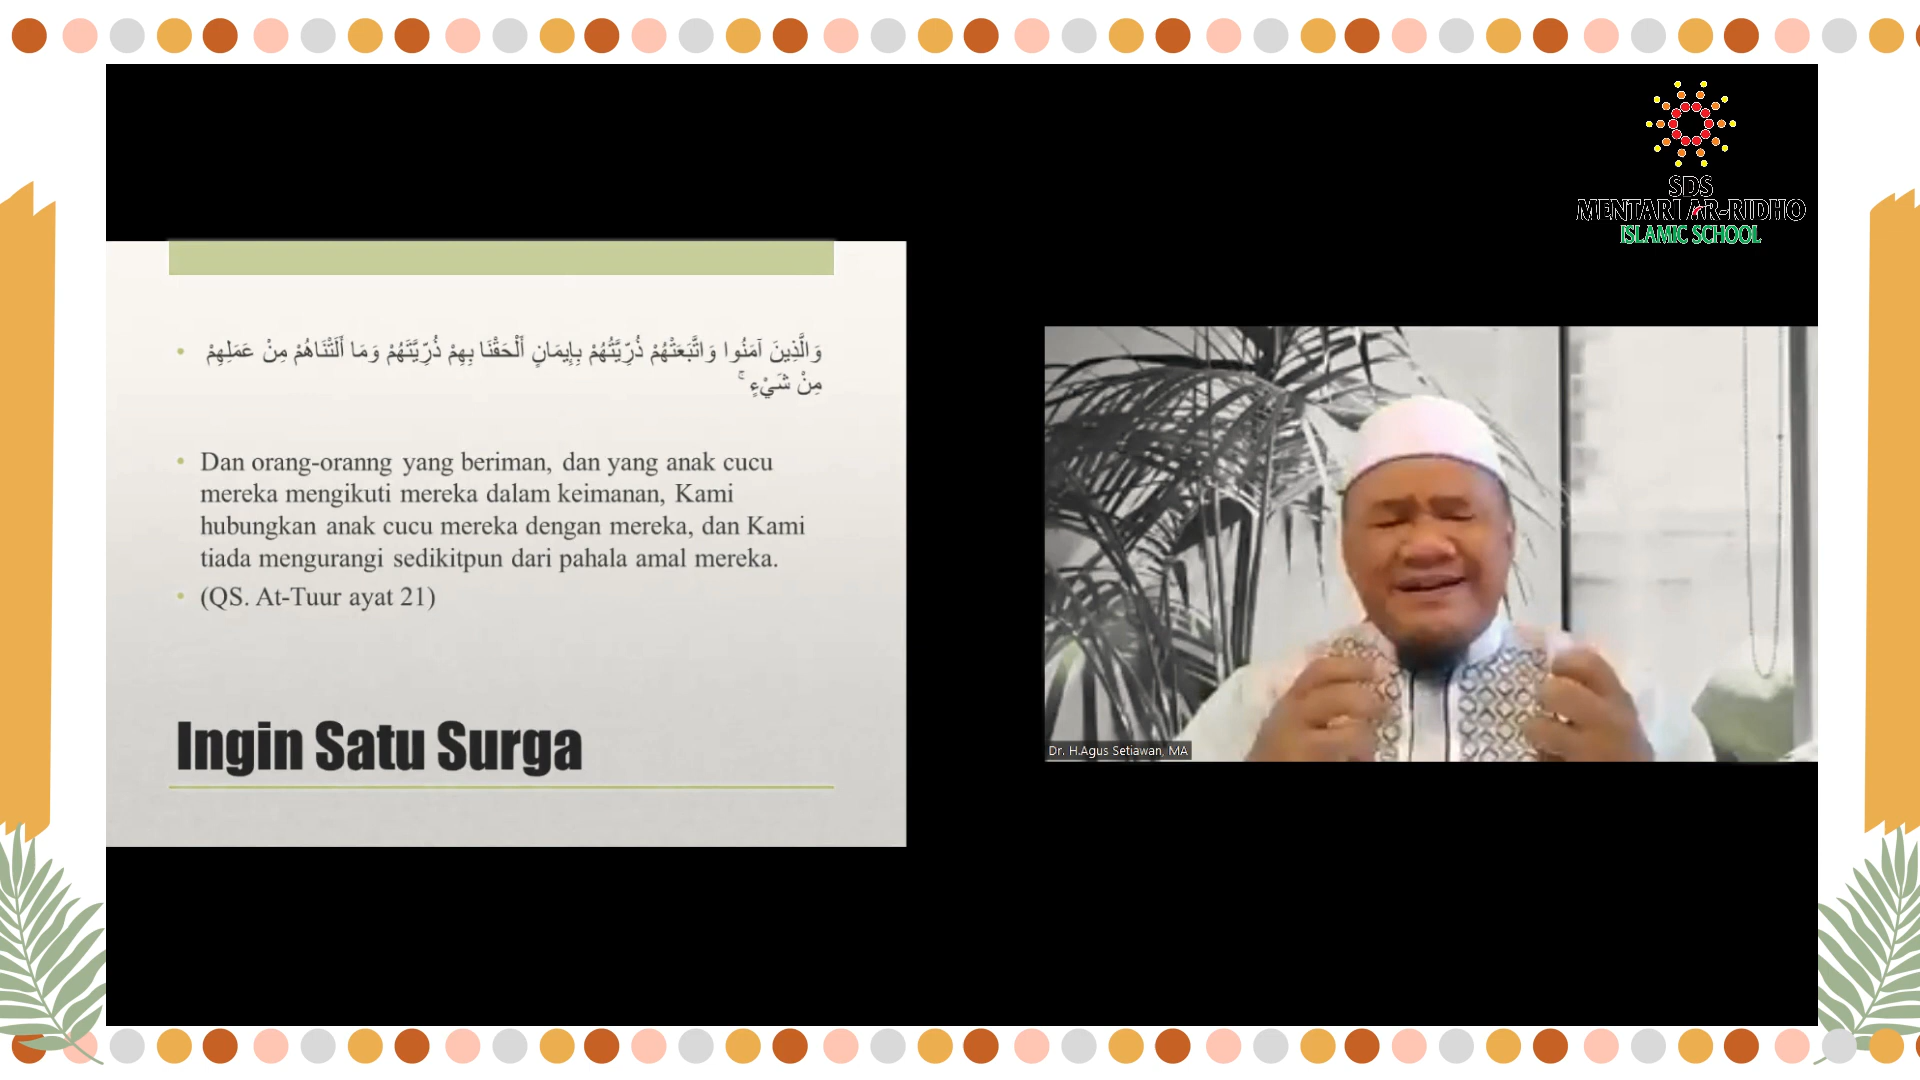 SDS
MENTARI AR-RIDHO
ISLAMIC SCHOOL
وَالَّذِينَ آمَنُوا وَاتَّبَعَتْهُمْ ذُرِّيَّتُهُمْ بِإِيمَانٍ أَلْحَقْنَا بِهِمْ ذُرِّيَّتَهُمْ وَمَا أَلَتْنَاهُمْ مِنْ عَمَلِهِمْ
مِنْ شَيْءٍ ۚ
Dan orang-oranng yang beriman, dan yang anak cucu
mereka mengikuti mereka dalam keimanan, Kami
hubungkan anak cucu mereka dengan mereka, dan Kami
tiada mengurangi sedikitpun dari pahala amal mereka.
(QS. At-Tuur ayat 21)
Ingin Satu Surga
Dr. H.Agus Setiawan, MA